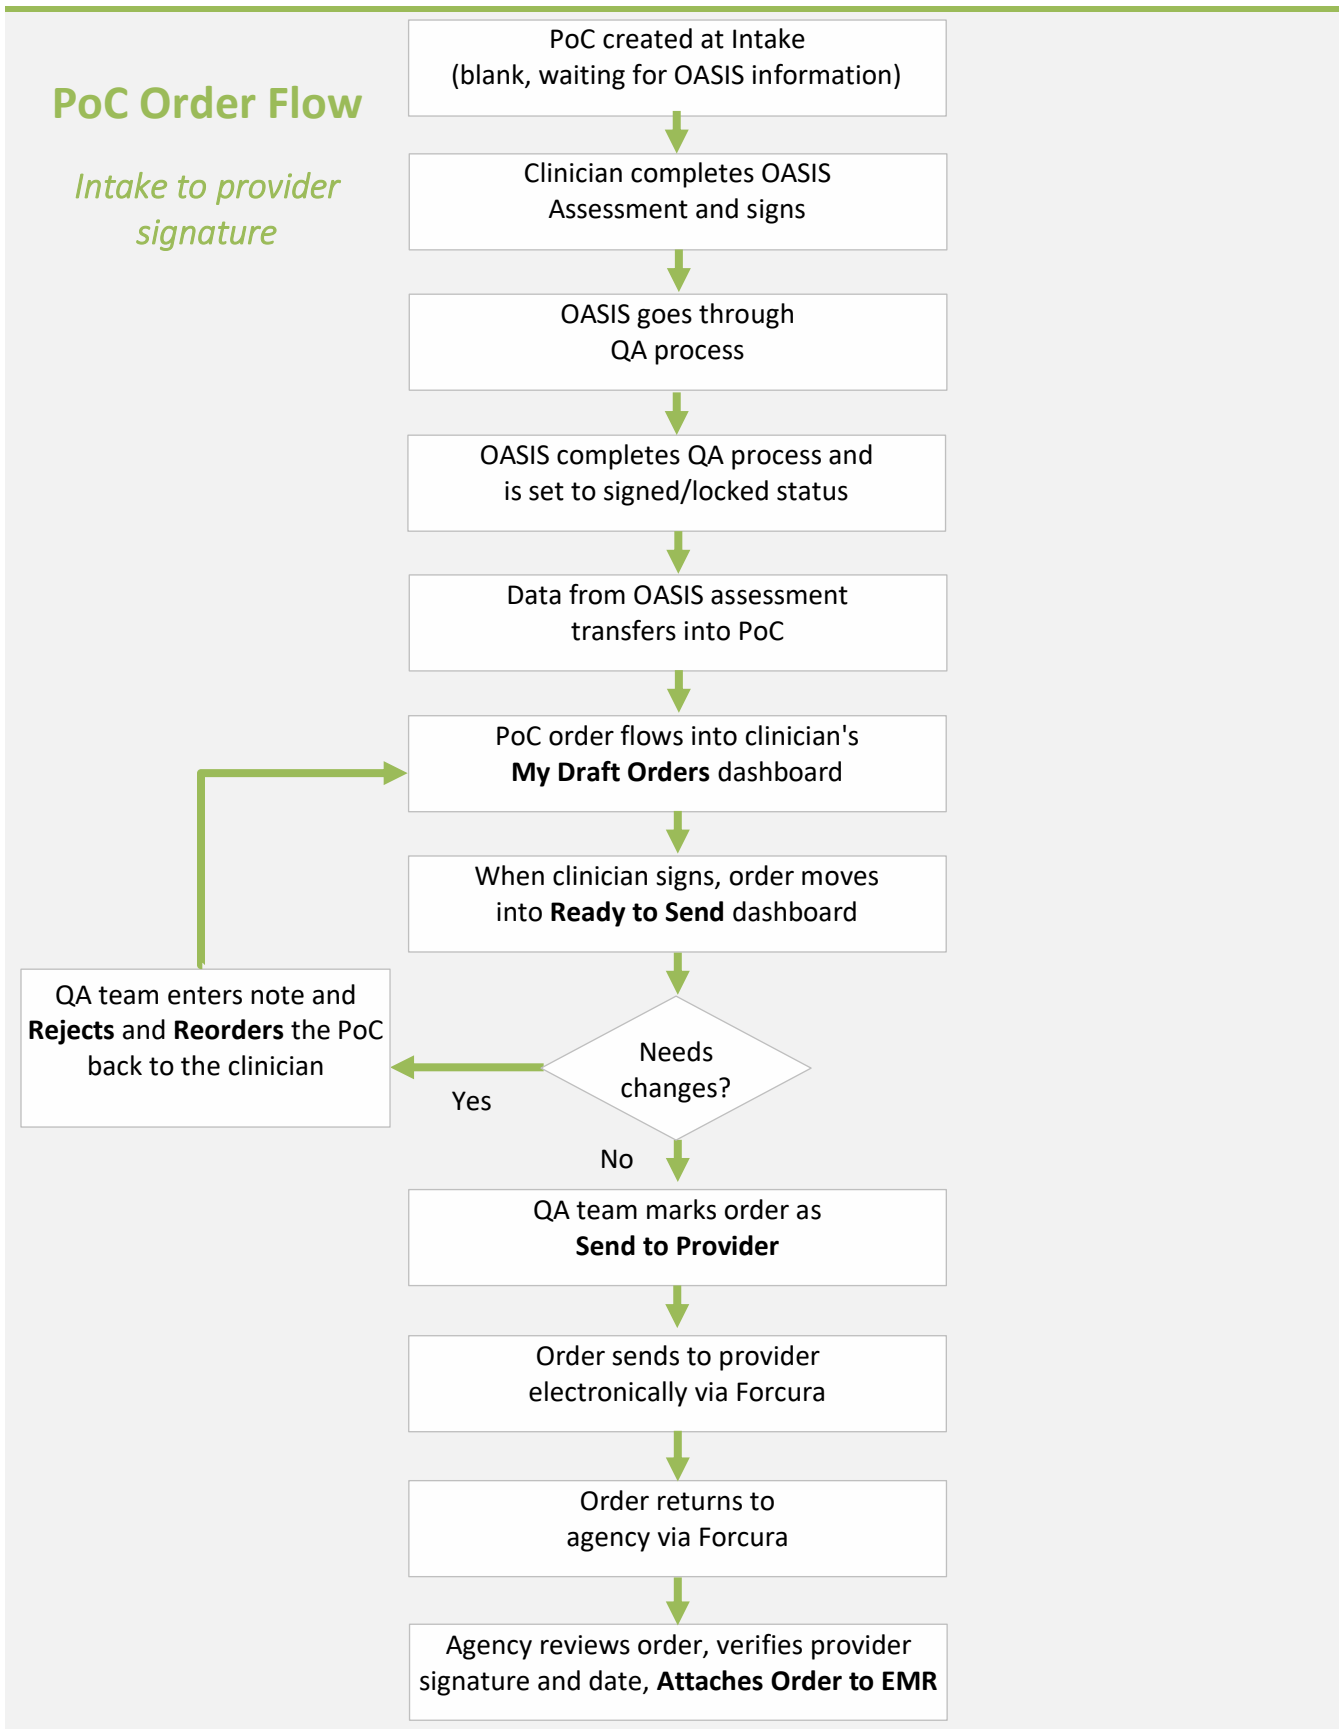 PoC Order Flow
Intake to provider
signature
PoC created at Intake
(blank, waiting for OASIS information)
Clinician completes OASIS
Assessment and signs
OASIS goes through
QA process
OASIS completes QA process and
is set to signed/locked status
Data from OASIS assessment
transfers into PoC
PoC order flows into clinician's
My Draft Orders dashboard
When clinician signs, order moves
into Ready to Send dashboard
QA team enters note and
Rejects and Reorders the PoC
back to the clinician
Needs
changes?
Yes
No
QA team marks order as
Send to Provider
Order sends to provider
electronically via Forcura
Order returns to
agency via Forcura
Agency reviews order, verifies provider
signature and date, Attaches Order to EMR